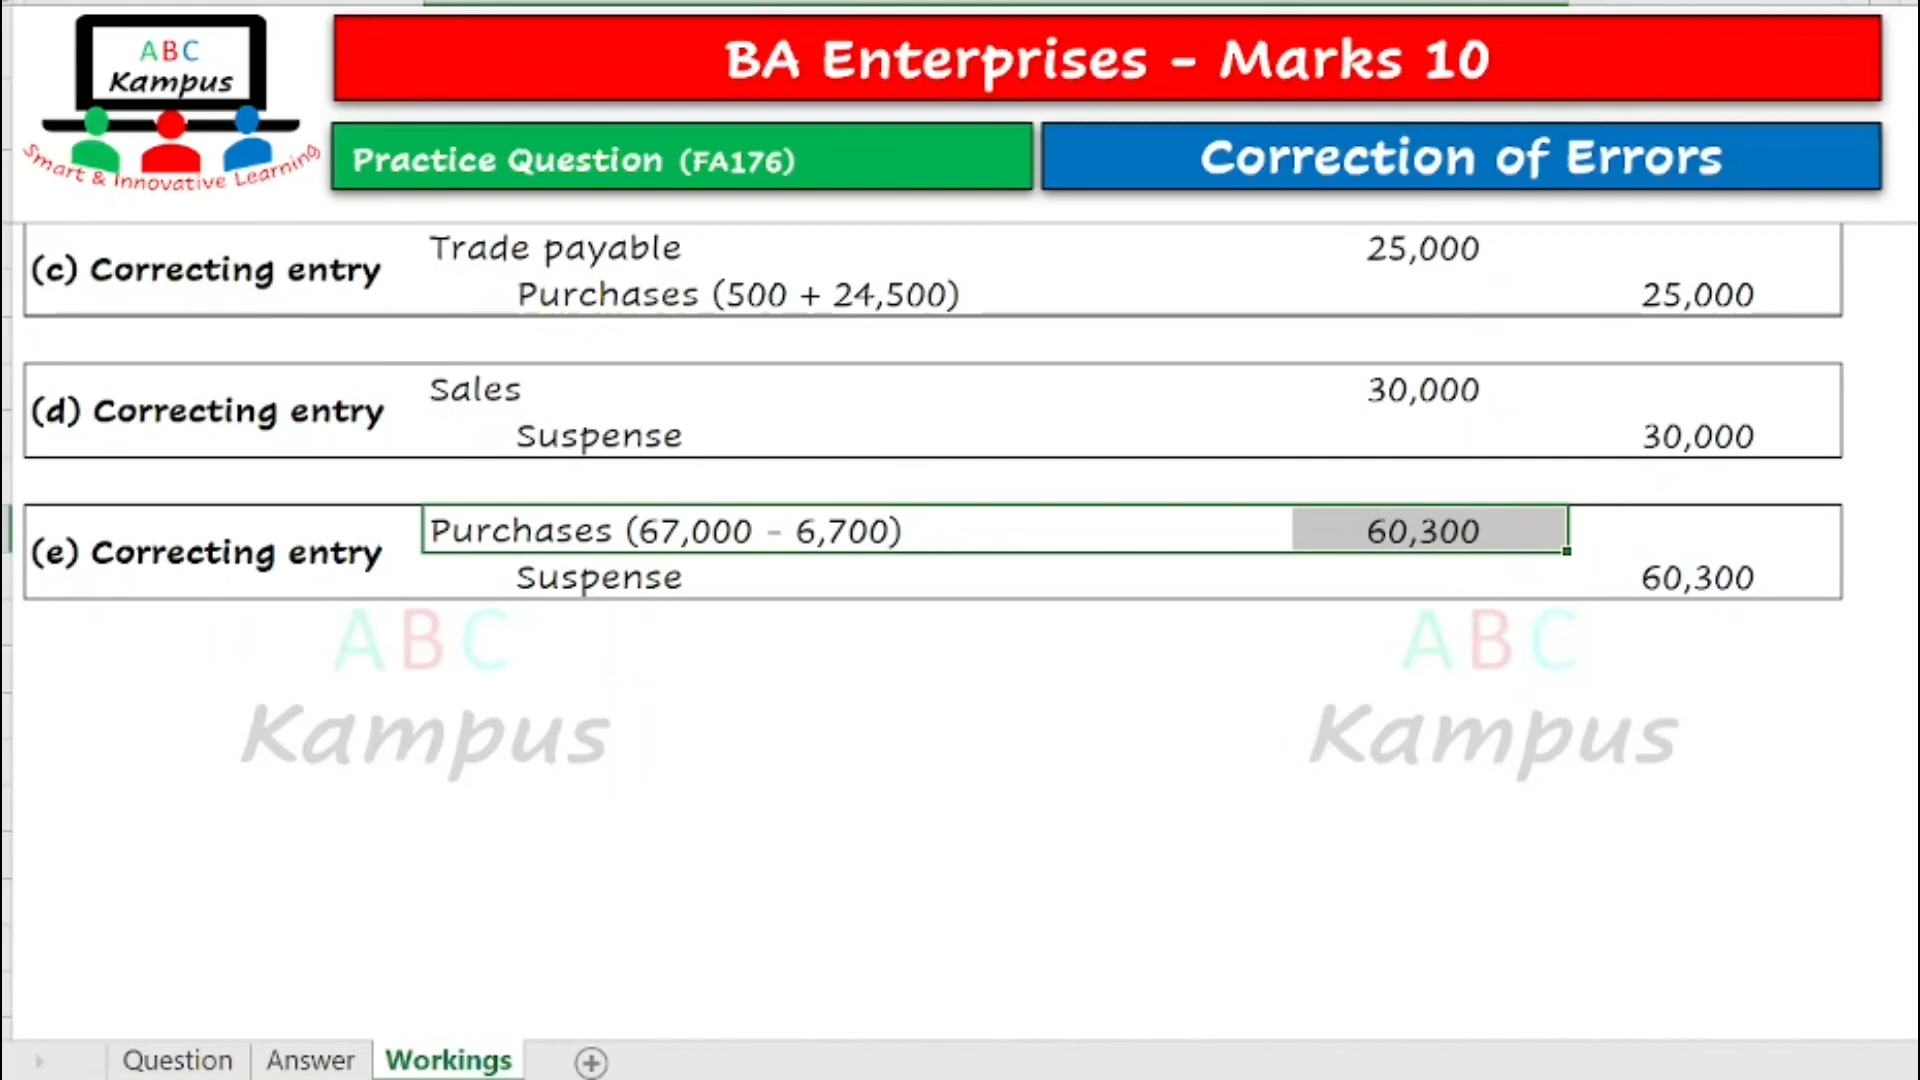 ABC
Kampus
Smart & Innovative Learning
BA Enterprises - Marks 10
Practice Question (FA176)
Correction of Errors
(c) Correcting entry
Trade payable 25,000
Purchases (500 + 24,500) 25,000
(d) Correcting entry
Sales 30,000
Suspense 30,000
(e) Correcting entry
Purchases (67,000 - 6,700) 60,300
Suspense 60,300
ABC
Kampus
ABC
Kampus
Question Answer Workings